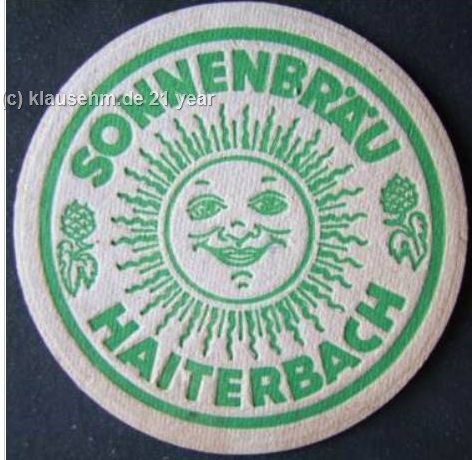 (c) klausehm.de 21 year
SONNENBRÄU
HAITERBACH